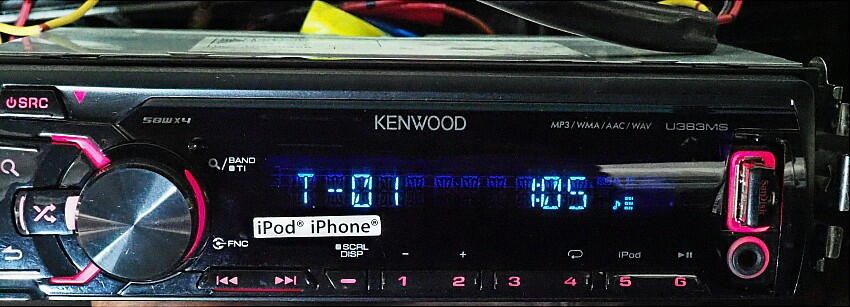 SRC
50W x 4
KENWOOD
MP3 / WMA / AAC / WAV
U383MS
/BAND
TI
T-01
1:05
SanDisk
iPod® iPhone®
FNC
SCRL
DISP
−
+
iPod
1
2
3
4
5
6